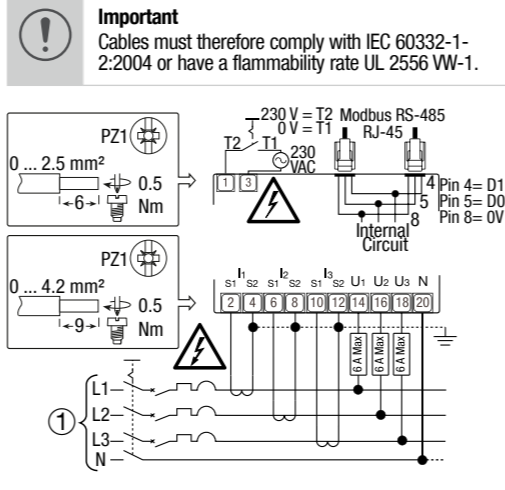 Important
Cables must therefore comply with IEC 60332-1-
2:2004 or have a flammability rate UL 2556 VW-1.
PZ1
0 ... 2.5 mm²
6
0.5
Nm
230 V = T2
0 V = T1
T2 T1
230
VAC
1 3
Modbus RS-485
RJ-45
4 Pin 4= D1
5 Pin 5= D0
8 Pin 8= 0V
Internal
Circuit
PZ1
0 ... 4.2 mm²
9
0.5
Nm
I1 I2 I3
S1 S2 S1 S2 S1 S2 U1 U2 U3 N
2 4 6 8 10 12 14 16 18 20
6 A Max 6 A Max 6 A Max
1
L1
L2
L3
N